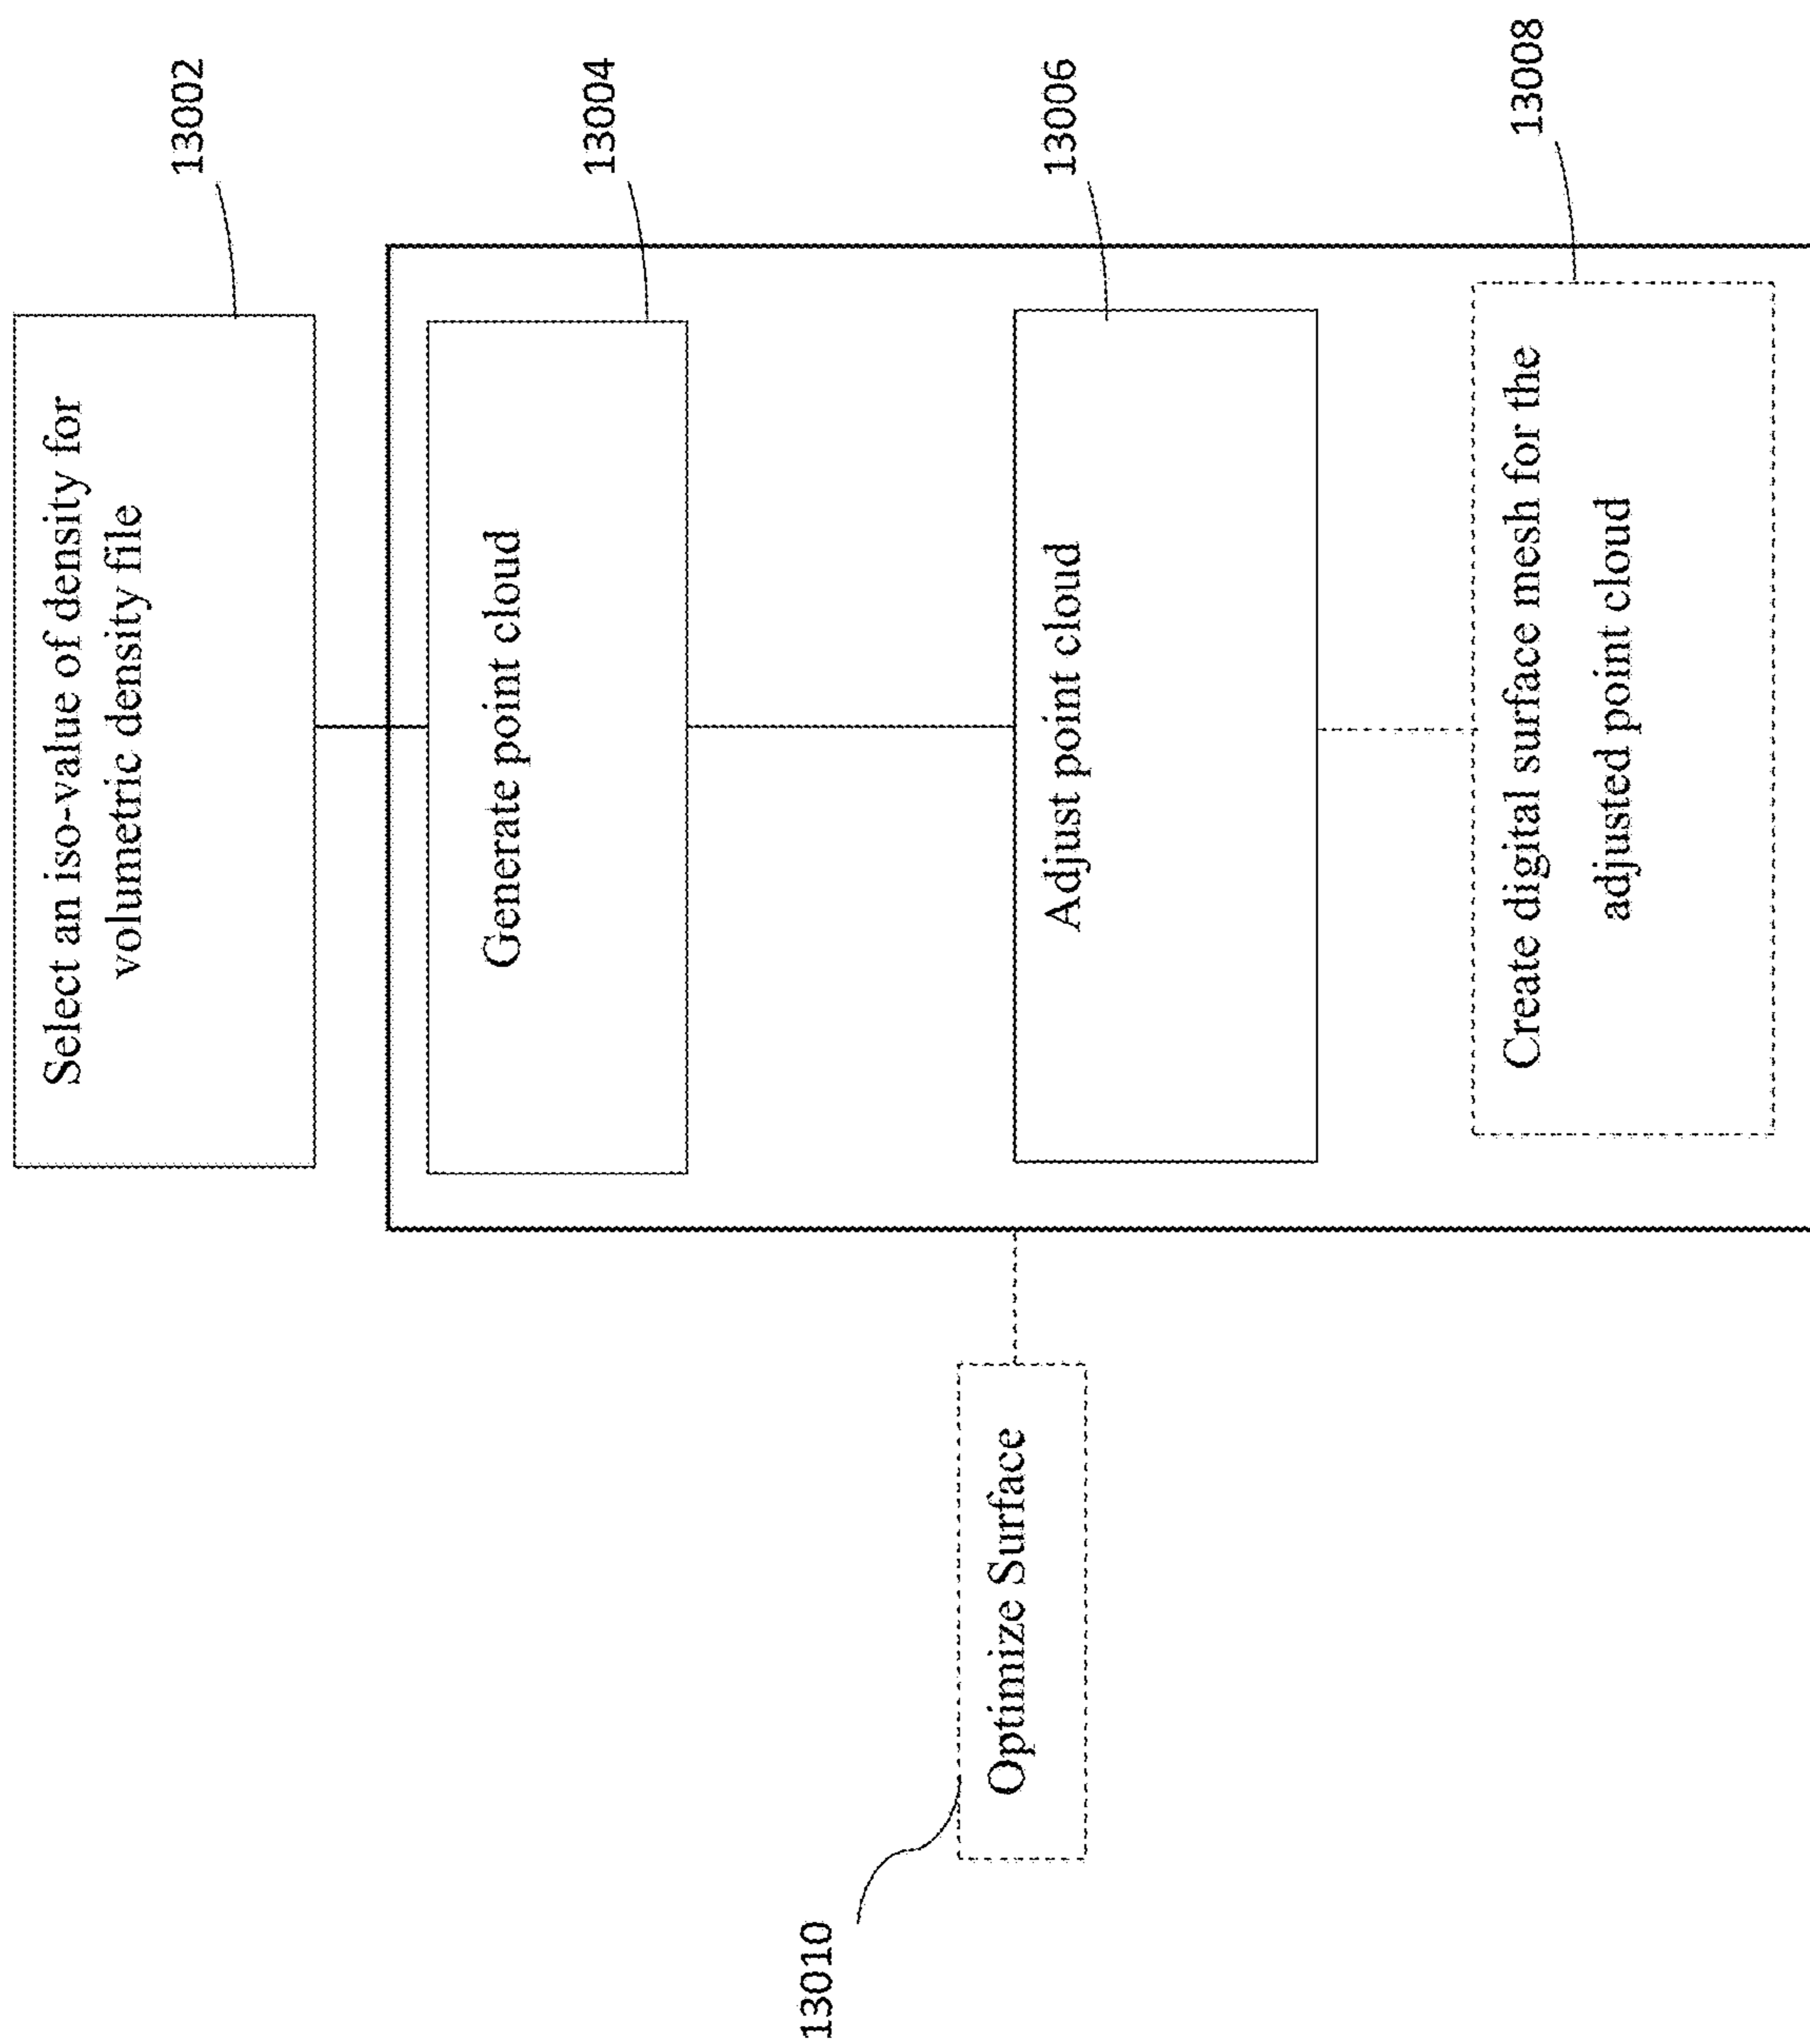 Select an iso-value of density for
volumetric density file
13002
Generate point cloud
13004
Adjust point cloud
13006
Create digital surface mesh for the
adjusted point cloud
13008
Optimize Surface
13010